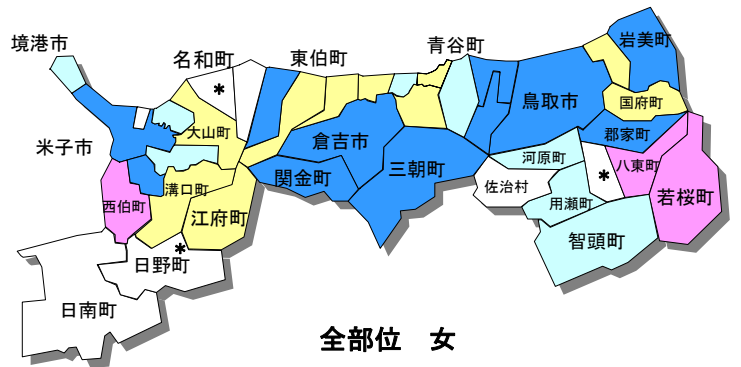 境港市
名和町
東伯町
青谷町
岩美町
*
国府町
鳥取市
大山町
米子市
倉吉市
郡家町
河原町
三朝町
八東町
*
関金町
佐治村
若桜町
溝口町
西伯町
用瀬町
江府町
智頭町
*
日野町
日南町
全部位 女